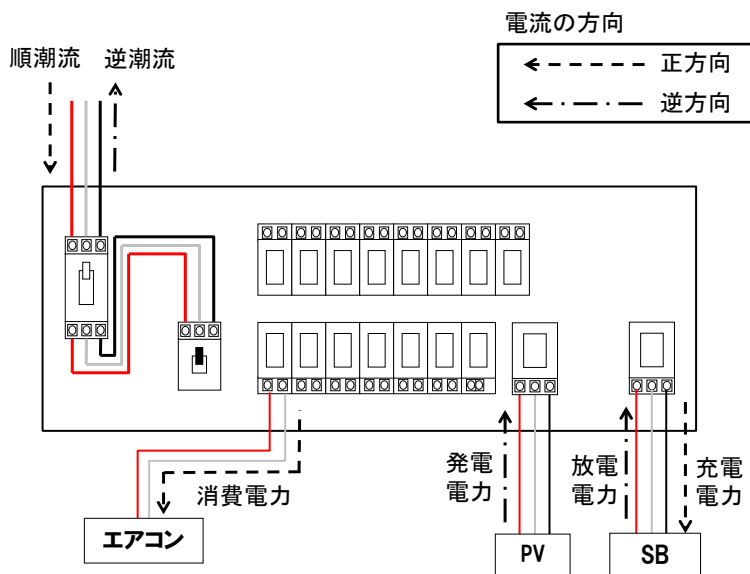 電流の方向
正方向
逆方向
順潮流
逆潮流
消費電力
発電
電力
放電
電力
充電
電力
エアコン
PV
SB